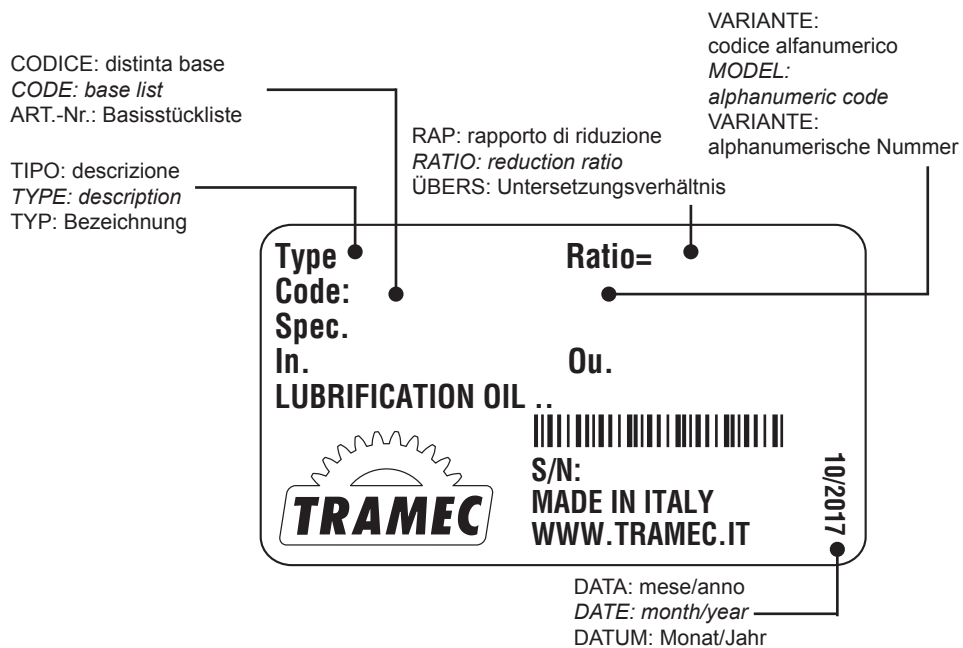 VARIANTE:
codice alfanumerico
MODEL:
alphanumeric code
VARIANTE:
alphanumerische Nummer
CODICE: distinta base
CODE: base list
ART.-Nr.: Basisstückliste
RAP: rapporto di riduzione
RATIO: reduction ratio
ÜBERS: Untersetzungsverhältnis
TIPO: descrizione
TYPE: description
TYP: Bezeichnung
Type Ratio=
Code:
Spec.
In. Ou.
LUBRIFICATION OIL ..
TRAMEC
S/N:
MADE IN ITALY
WWW.TRAMEC.IT
10/2017
DATA: mese/anno
DATE: month/year
DATUM: Monat/Jahr